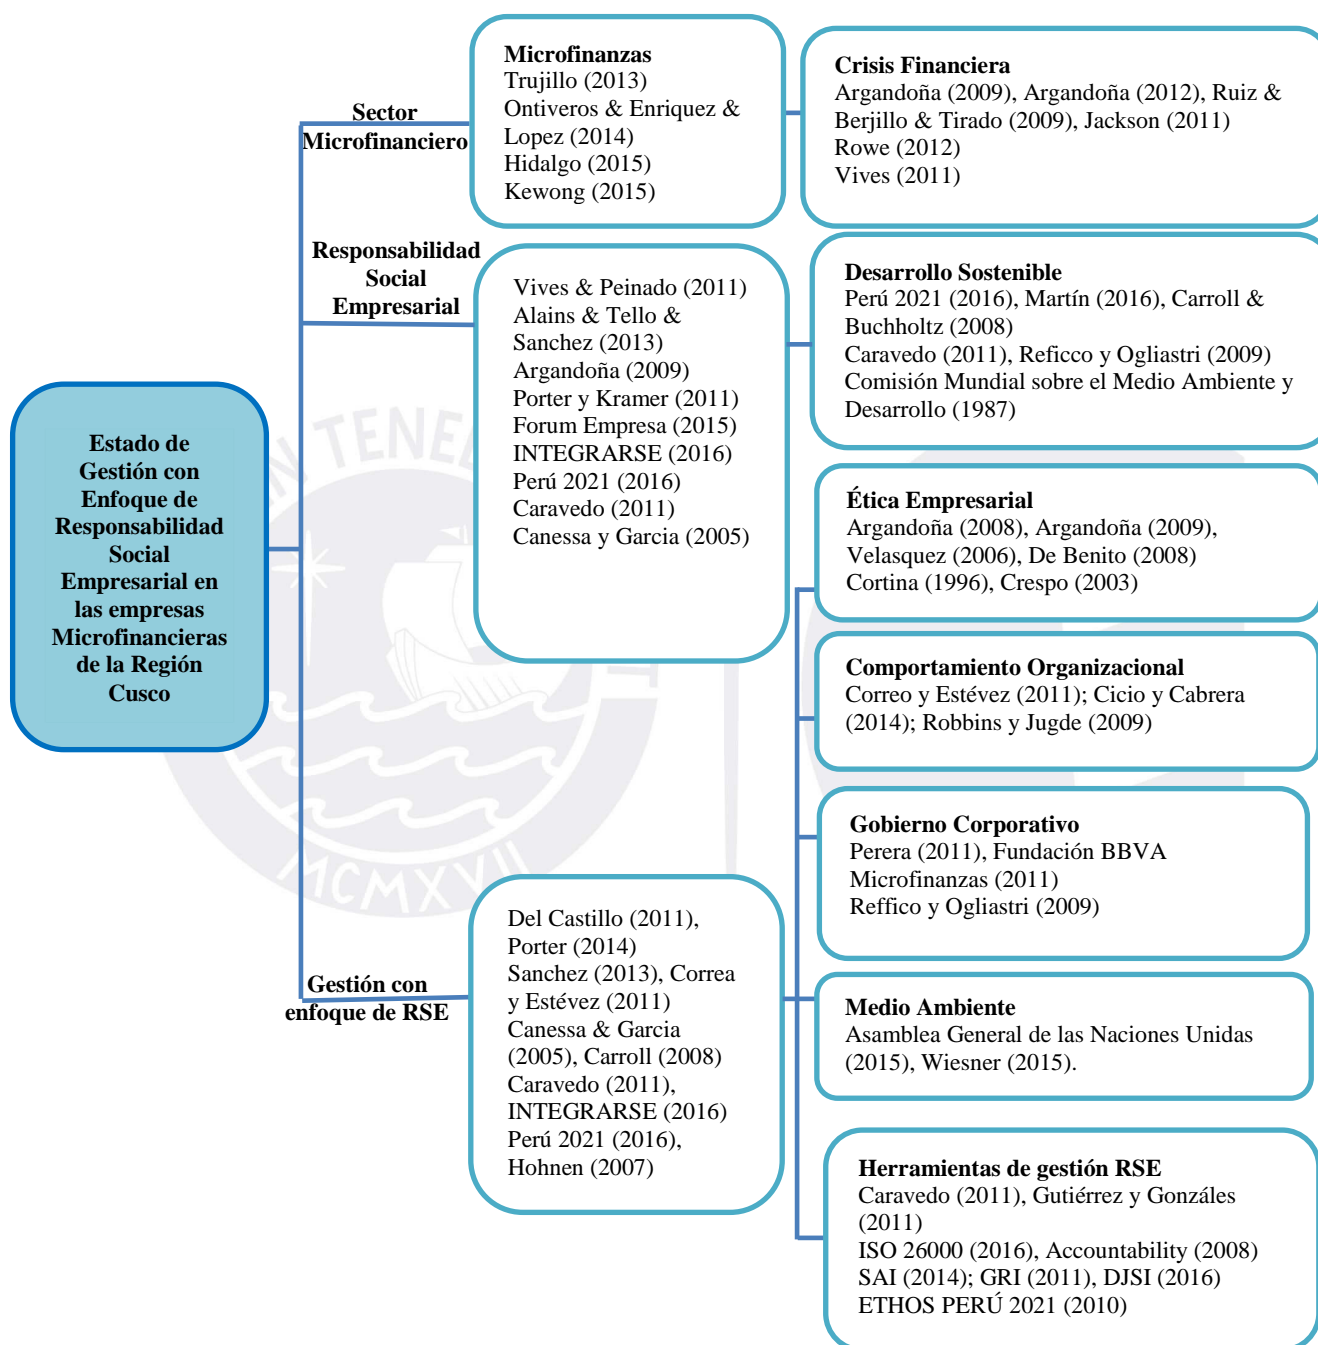 Estado de
Gestión con
Enfoque de
Responsabilidad
Social
Empresarial en
las empresas
Microfinancieras
de la Región
Cusco
Sector
Microfinanciero
Microfinanzas
Trujillo (2013)
Ontiveros & Enriquez &
Lopez (2014)
Hidalgo (2015)
Kewong (2015)
Crisis Financiera
Argandoña (2009), Argandoña (2012), Ruiz &
Berjillo & Tirado (2009), Jackson (2011)
Rowe (2012)
Vives (2011)
Responsabilidad
Social
Empresarial
Vives & Peinado (2011)
Alains & Tello &
Sanchez (2013)
Argandoña (2009)
Porter y Kramer (2011)
Forum Empresa (2015)
INTEGRARSE (2016)
Perú 2021 (2016)
Caravedo (2011)
Canessa y Garcia (2005)
Desarrollo Sostenible
Perú 2021 (2016), Martín (2016), Carroll &
Buchholtz (2008)
Caravedo (2011), Reficco y Ogliastri (2009)
Comisión Mundial sobre el Medio Ambiente y
Desarrollo (1987)
Gestión con
enfoque de RSE
Del Castillo (2011),
Porter (2014)
Sanchez (2013), Correa
y Estévez (2011)
Canessa & Garcia
(2005), Carroll (2008)
Caravedo (2011),
INTEGRARSE (2016)
Perú 2021 (2016),
Hohnen (2007)
Ética Empresarial
Argandoña (2008), Argandoña (2009),
Velasquez (2006), De Benito (2008)
Cortina (1996), Crespo (2003)
Comportamiento Organizacional
Correo y Estévez (2011); Cicio y Cabrera
(2014); Robbins y Jugde (2009)
Gobierno Corporativo
Perera (2011), Fundación BBVA
Microfinanzas (2011)
Reffico y Ogliastri (2009)
Medio Ambiente
Asamblea General de las Naciones Unidas
(2015), Wiesner (2015).
Herramientas de gestión RSE
Caravedo (2011), Gutiérrez y Gonzáles
(2011)
ISO 26000 (2016), Accountability (2008)
SAI (2014); GRI (2011), DJSI (2016)
ETHOS PERÚ 2021 (2010)
MCMXVII